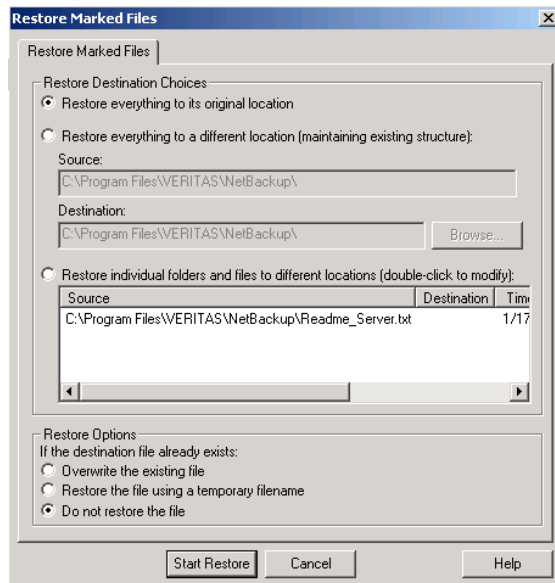 Restore Marked Files
Restore Marked Files
Restore Destination Choices
Restore everything to its original location
Restore everything to a different location (maintaining existing structure):
Source:
C:\Program Files\VERITAS\NetBackup\
Destination:
C:\Program Files\VERITAS\NetBackup\ Browse...
Restore individual folders and files to different locations (double-click to modify):
Source Destination Tim
C:\Program Files\VERITAS\NetBackup\Readme_Server.txt 1/17
Restore Options
If the destination file already exists:
Overwrite the existing file
Restore the file using a temporary filename
Do not restore the file
Start Restore Cancel Help